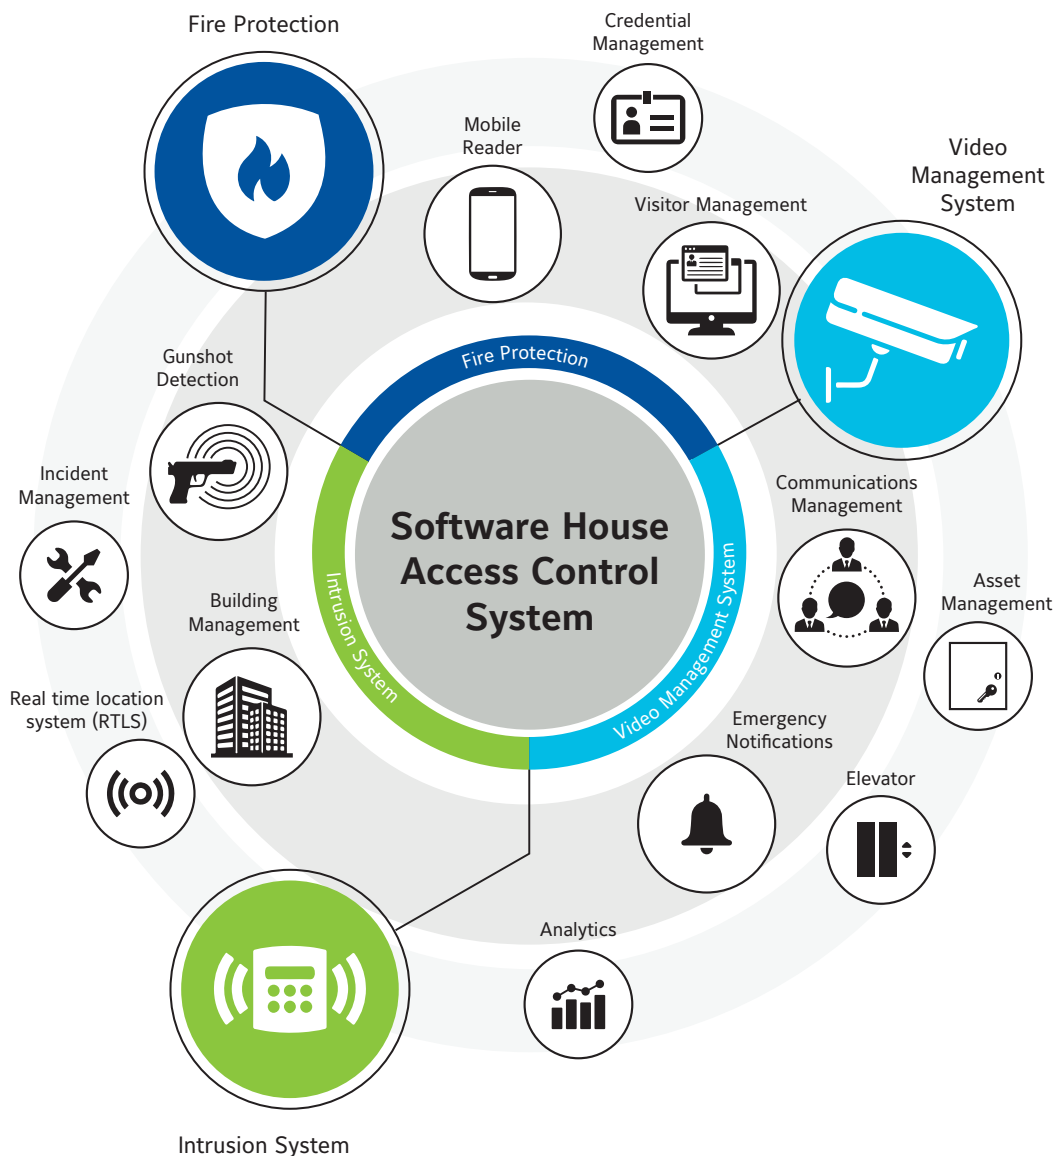 Fire Protection
Credential
Management
Mobile
Reader
Video
Management
System
Visitor Management
Fire Protection
Gunshot
Detection
Incident
Management
Communications
Management
Software House
Access Control
System
Intrusion System
Video Management System
Asset
Management
Building
Management
Real time location
system (RTLS)
Emergency
Notifications
Elevator
Analytics
Intrusion System